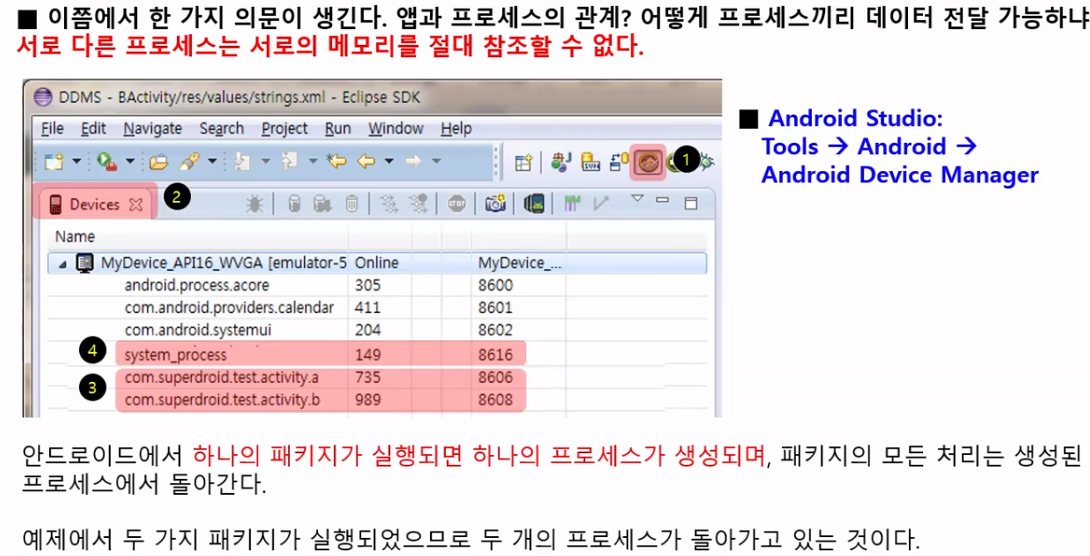 ■ 이쯤에서 한 가지 의문이 생긴다. 앱과 프로세스의 관계? 어떻게 프로세스끼리 데이터 전달 가능하나
서로 다른 프로세스는 서로의 메모리를 절대 참조할 수 없다.
DDMS - BActivity/res/values/strings.xml - Eclipse SDK
File Edit Navigate Search Project Run Window Help
1
Devices 2
Name
MyDevice_API16_WVGA [emulator-5 Online MyDevice_...
android.process.acore 305 8600
com.android.providers.calendar 411 8601
com.android.systemui 204 8602
4 system_process 149 8616
3 com.superdroid.test.activity.a 735 8606
com.superdroid.test.activity.b 989 8608
■ Android Studio:
Tools → Android →
Android Device Manager
안드로이드에서 하나의 패키지가 실행되면 하나의 프로세스가 생성되며, 패키지의 모든 처리는 생성된
프로세스에서 돌아간다.
예제에서 두 가지 패키지가 실행되었으므로 두 개의 프로세스가 돌아가고 있는 것이다.